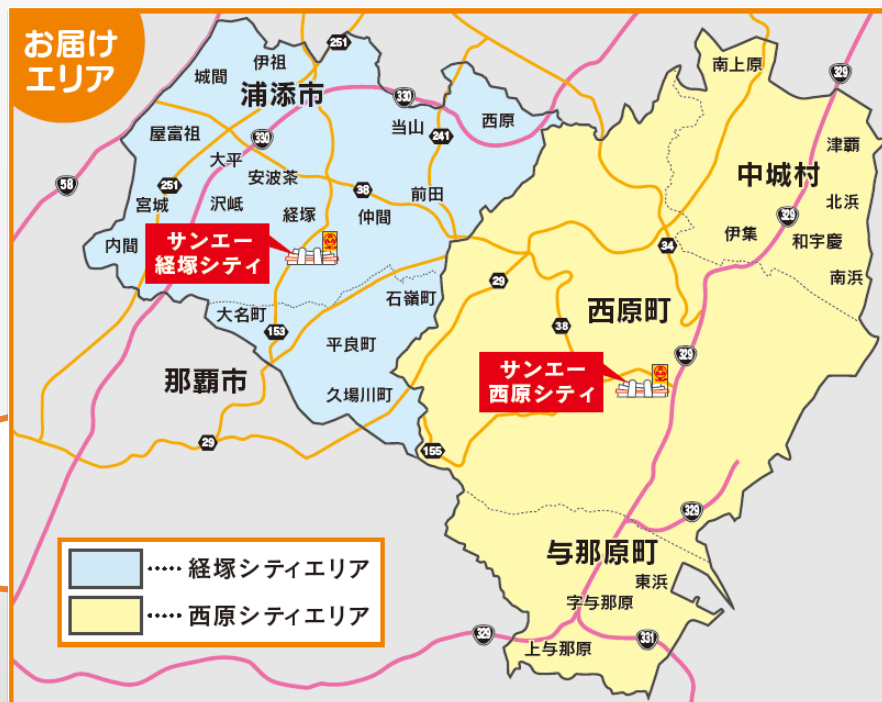 お届け
エリア
251
伊祖
城間
浦添市
330
南上原
329
屋富祖
330
当山
241
西原
58
大平
津覇
251
安波茶
38
前田
中城村
宮城
沢岻
経塚
仲間
北浜
329
伊集
和宇慶
内間
サンエー
経塚シティ
34
南浜
29
石嶺町
大名町
西原町
153
38
平良町
329
サンエー
西原シティ
那覇市
久場川町
29
155
329
与那原町
経塚シティエリア
東浜
字与那原
西原シティエリア
329
331
上与那原